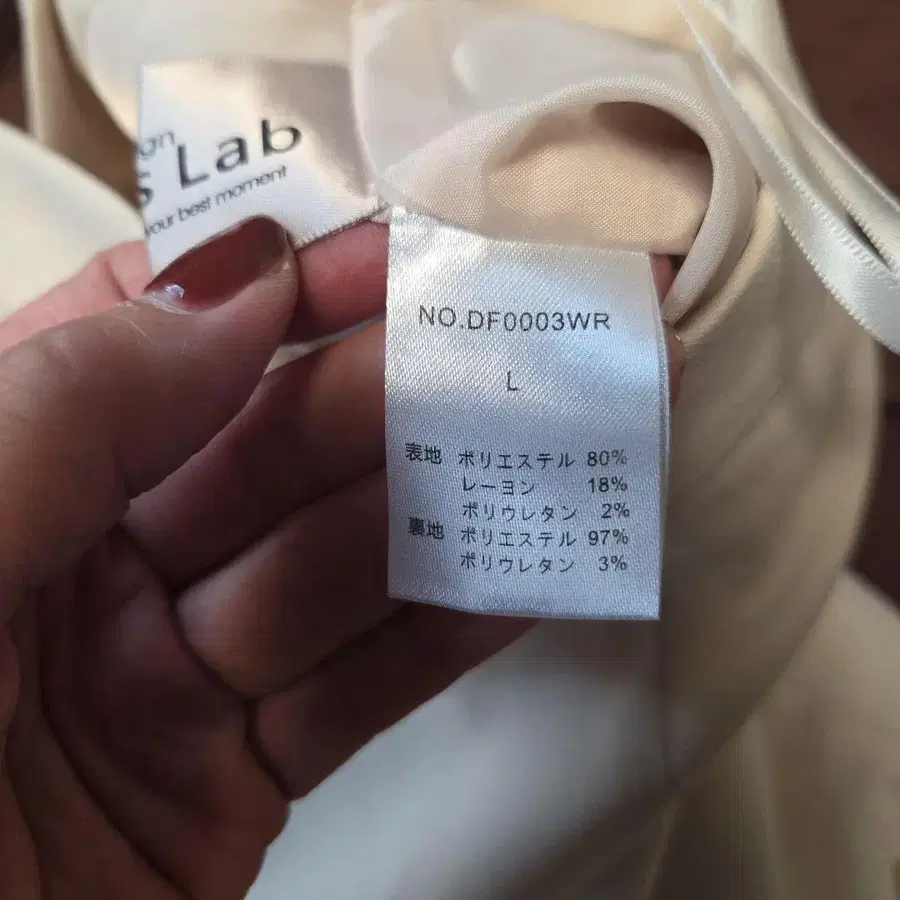 s Lab
your best moment
NO.DF0003WR
L
表地 ポリエステル 80%
レーヨン 18%
ポリウレタン 2%
裏地 ポリエステル 97%
ポリウレタン 3%